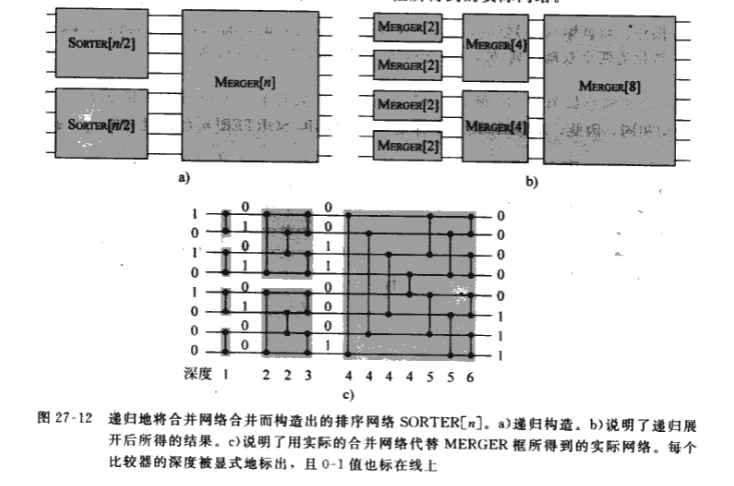 SORTER[n/2]
SORTER[n/2]
MERGER[n]
a)
MERGER[2]
MERGER[2]
MERGER[2]
MERGER[2]
MERGER[4]
MERGER[4]
MERGER[8]
b)
1 0 0 0
0 1 0 0
1 0 1 0
0 1 1 0
1 0 0 0
0 1 0 1
0 0 0 1
0 0 1 1
深度 1 2 2 3 4 4 4 4 5 5 6
c)
图 27-12 递归地将合并网络合并而构造出的排序网络 SORTER[n]。a)递归构造。b)说明了递归展
开后所得的结果。c)说明了用实际的合并网络代替 MERGER 框所得到的实际网络。每个
比较器的深度被显式地标出，且 0-1 值也标在线上